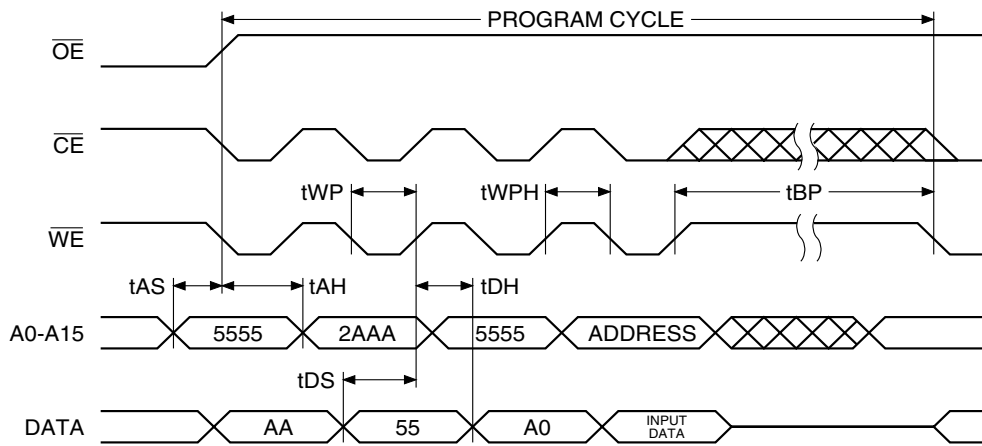 PROGRAM CYCLE
OE
CE
tWP
tWPH
tBP
WE
tAS
tAH
tDH
A0-A15
5555
2AAA
5555
ADDRESS
tDS
DATA
AA
55
A0
INPUT
DATA